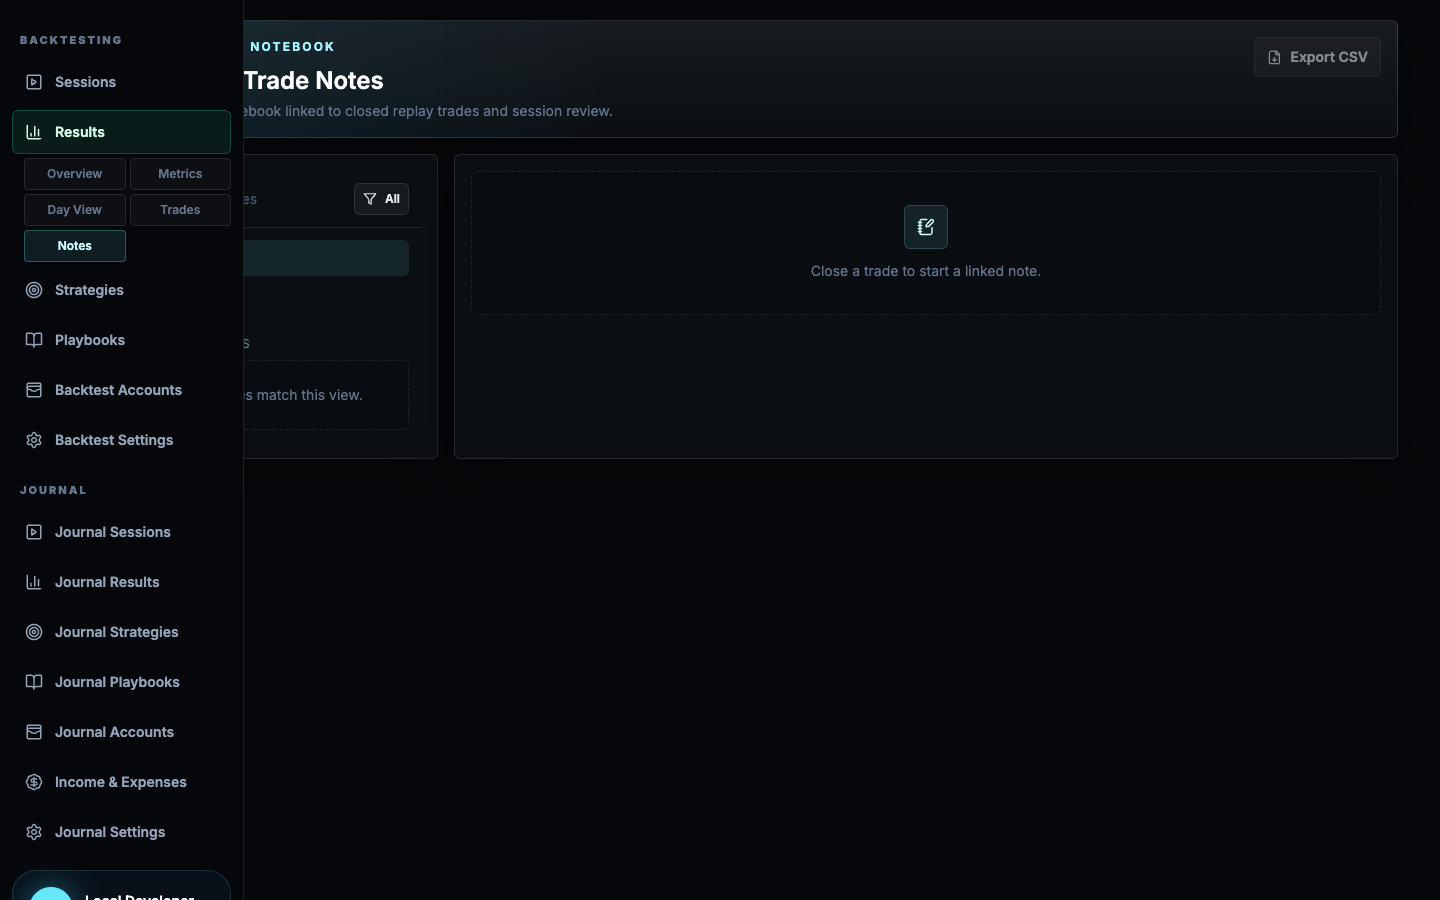 BACKTESTING
Sessions
Results
Overview
Metrics
Day View
Trades
Notes
Strategies
Playbooks
Backtest Accounts
Backtest Settings
JOURNAL
Journal Sessions
Journal Results
Journal Strategies
Journal Playbooks
Journal Accounts
Income & Expenses
Journal Settings
NOTEBOOK
Trade Notes
linked to closed replay trades and session review.
Export CSV
All
match this view.
Close a trade to start a linked note.